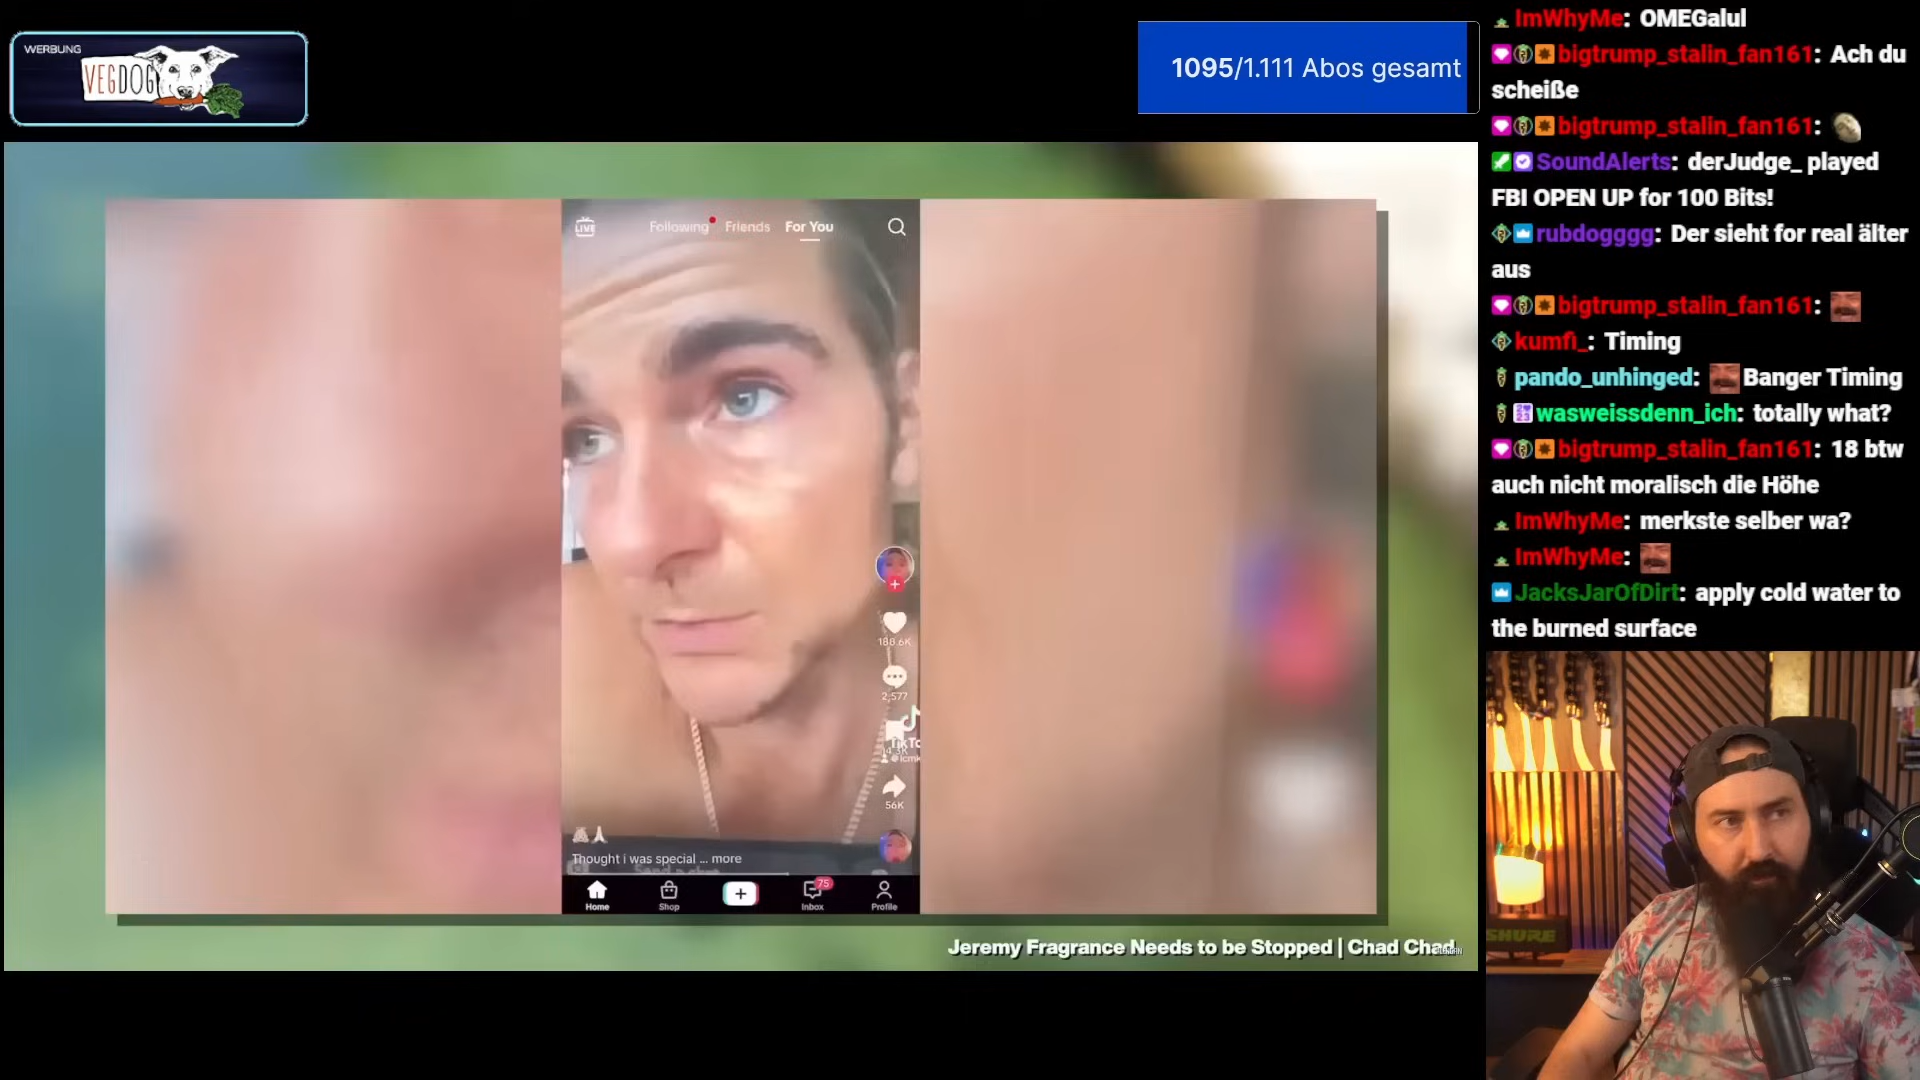 WERBUNG
VEGDOG
1095/1.111 Abos gesamt
LIVE
Following Friends For You
188.6K
2,577
56K
Thought i was special ... more
Home Shop Inbox Profile
75
Jeremy Fragrance Needs to be Stopped | Chad Chad
ImWhyMe: OMEGalul
bigtrump_stalin_fan161: Ach du
scheiße
bigtrump_stalin_fan161:
SoundAlerts: derJudge_ played
FBI OPEN UP for 100 Bits!
rubdogggg: Der sieht for real älter
aus
bigtrump_stalin_fan161:
kumfi_: Timing
pando_unhinged: Banger Timing
wasweissdenn_ich: totally what?
bigtrump_stalin_fan161: 18 btw
auch nicht moralisch die Höhe
ImWhyMe: merkste selber wa?
ImWhyMe:
JacksJarOfDirt: apply cold water to
the burned surface
SHURE